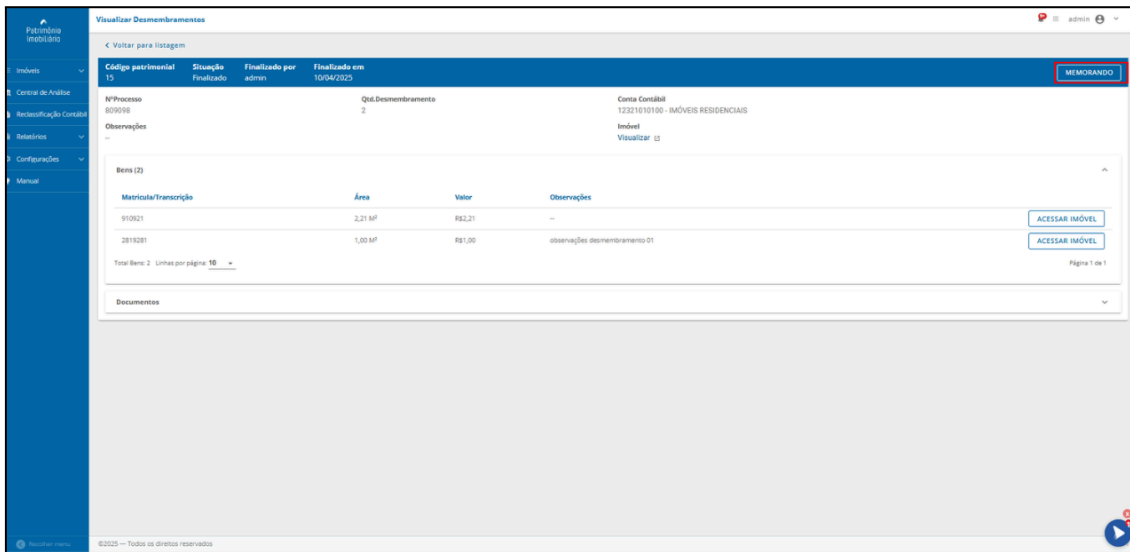 Patrimônio
Imobiliário
Imóveis
Central de Análise
Reclassificação Contábil
Relatórios
Configurações
Manual
Recolher menu
Visualizar Desmembramentos
admin
Voltar para listagem
Código patrimonial Situação Finalizado por Finalizado em
15 Finalizado admin 10/04/2025
MEMORANDO
NºProcesso Qtd.Desmembramento Conta Contábil
809098 2 12321010100 - IMÓVEIS RESIDENCIAIS
Observações Imóvel
-- Visualizar
Bens (2)
Matrícula/Transcrição Área Valor Observações
910921 2,21 M² R$2,21 -- ACESSAR IMÓVEL
2819281 1,00 M² R$1,00 observações desmembramento 01 ACESSAR IMÓVEL
Total Bens: 2 Linhas por página: 10 Página 1 de 1
Documentos
©2025 — Todos os direitos reservados